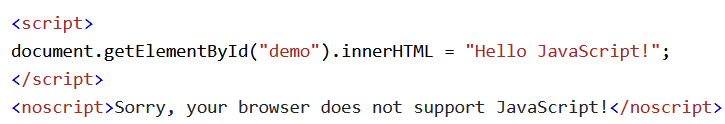 <script>
document.getElementById("demo").innerHTML = "Hello JavaScript!";
</script>
<noscript>Sorry, your browser does not support JavaScript!</noscript>